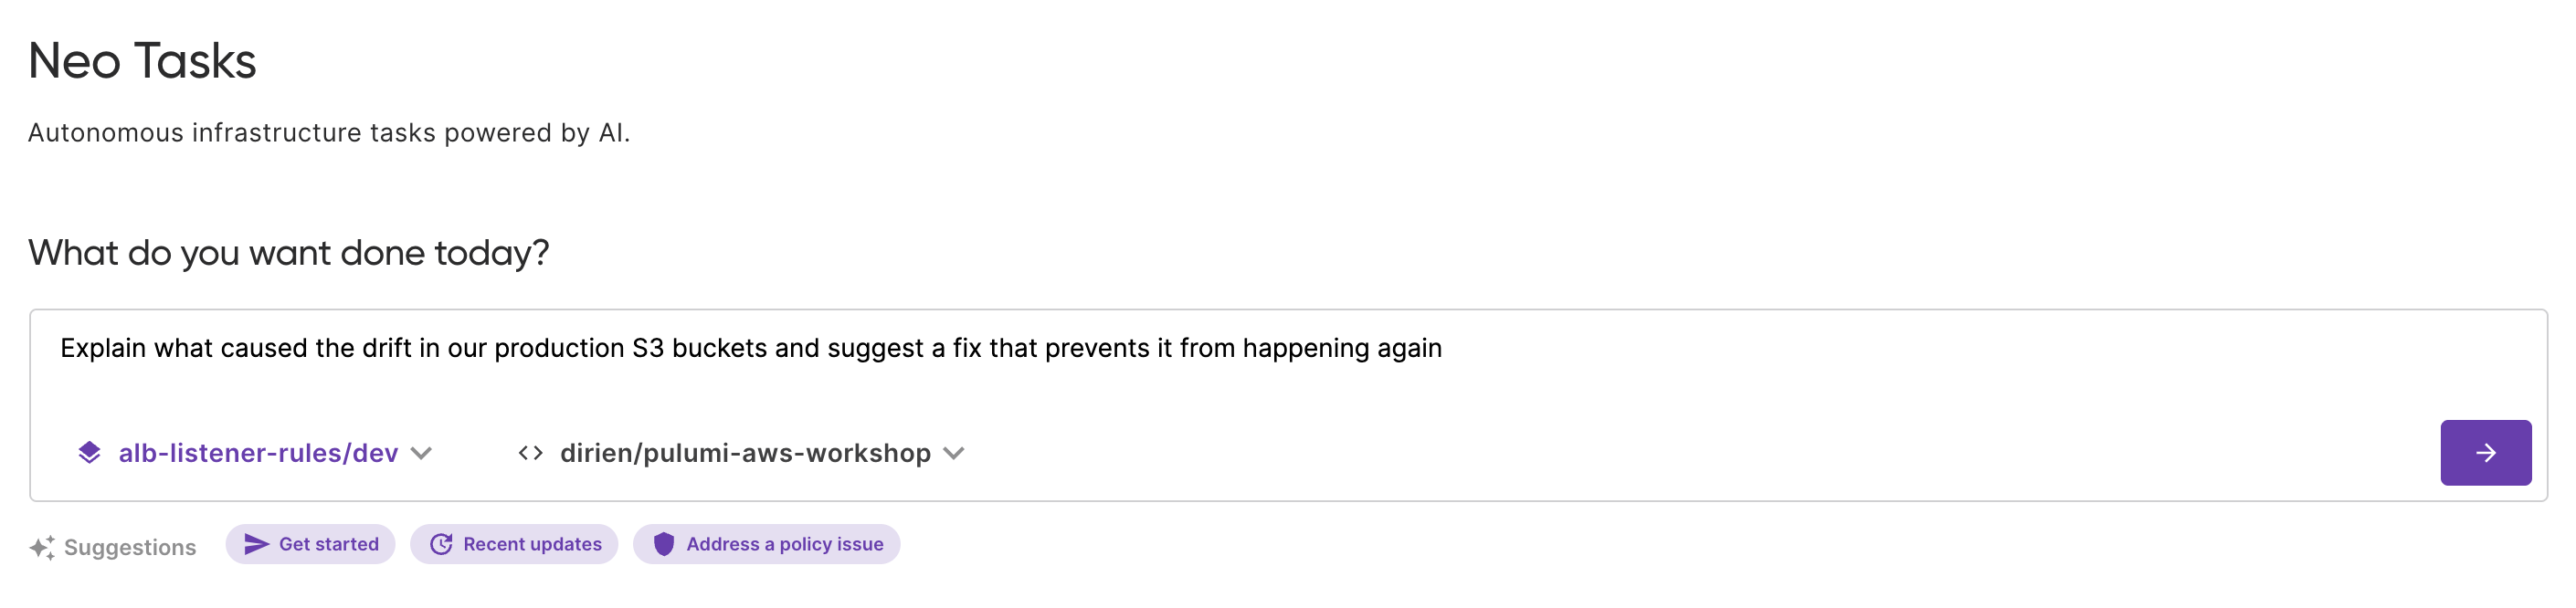 Neo Tasks
Autonomous infrastructure tasks powered by AI.
What do you want done today?
Explain what caused the drift in our production S3 buckets and suggest a fix that prevents it from happening again
alb-listener-rules/dev <> dirien/pulumi-aws-workshop
Suggestions Get started Recent updates Address a policy issue